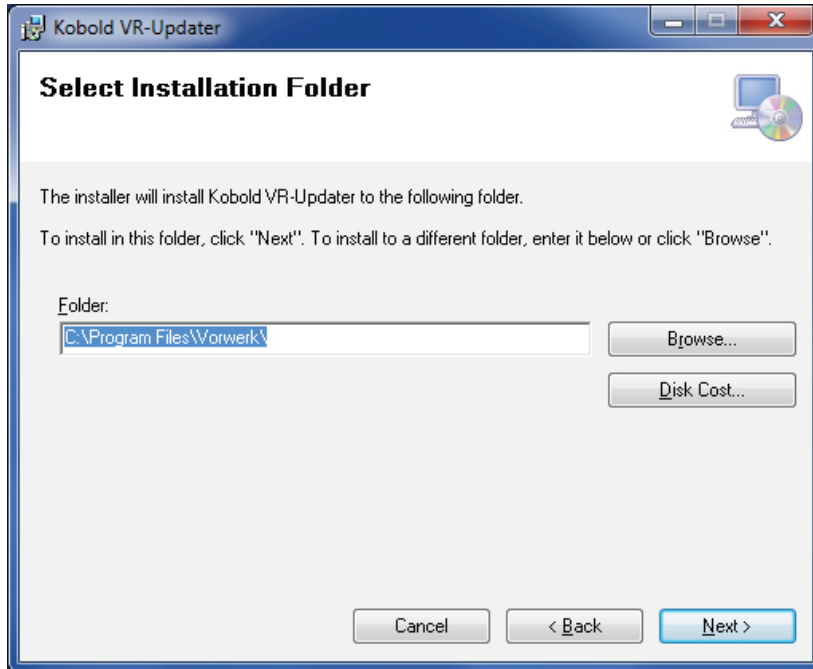 Kobold VR-Updater
Select Installation Folder
The installer will install Kobold VR-Updater to the following folder.
To install in this folder, click "Next". To install to a different folder, enter it below or click "Browse".
Folder:
C:\Program Files\Vorwerk\
Browse...
Disk Cost...
Cancel
< Back
Next >